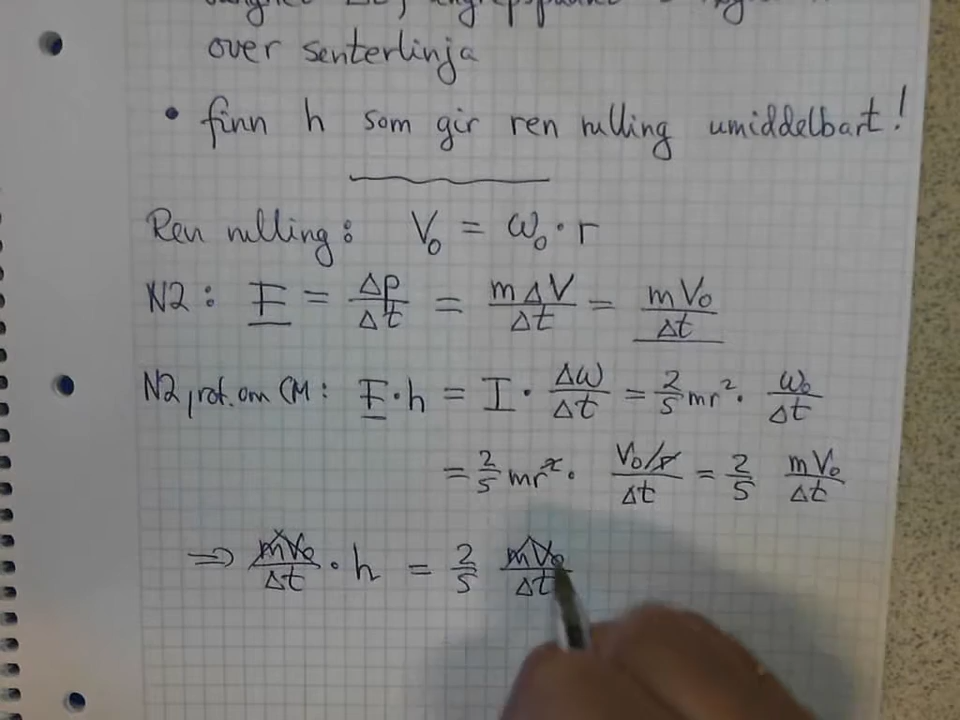 over senterlinja
• finn h som gir ren rulling umiddelbart!
Ren rulling: V₀ = ω₀ · r
N2: F = Δp/Δt = mΔV/Δt = mV₀/Δt
N2, rot. om CM: F·h = I · Δω/Δt = 2/5 mr² · ω₀/Δt
= 2/5 mr² · V₀/r/Δt = 2/5 mV₀/Δt
⇒ mV₀/Δt · h = 2/5 mV₀/Δt